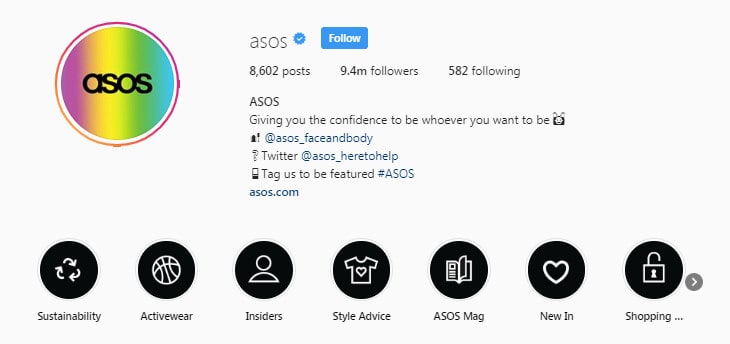 asos
asos Follow
8,602 posts 9.4m followers 582 following
ASOS
Giving you the confidence to be whoever you want to be
@asos_faceandbody
Twitter @asos_heretohelp
Tag us to be featured #ASOS
asos.com
Sustainability Activewear Insiders Style Advice ASOS Mag New In Shopping ...